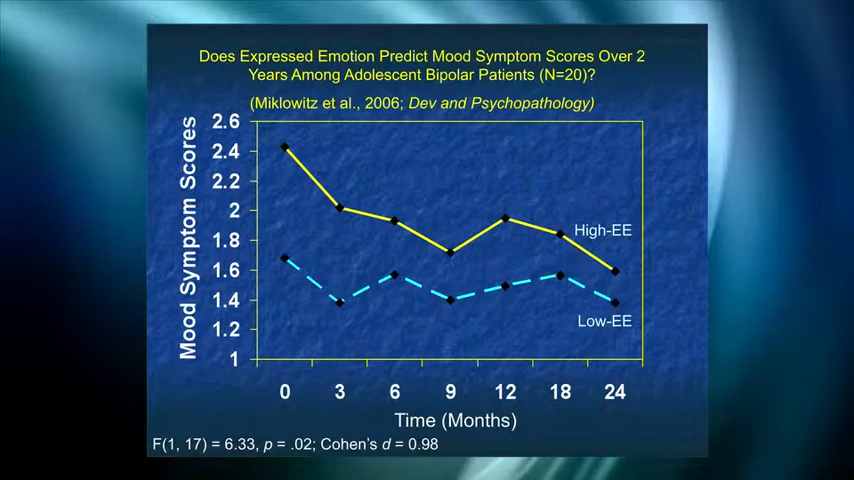 Does Expressed Emotion Predict Mood Symptom Scores Over 2
Years Among Adolescent Bipolar Patients (N=20)?
(Miklowitz et al., 2006; Dev and Psychopathology)
Mood Symptom Scores
2.6
2.4
2.2
2
1.8
1.6
1.4
1.2
1
High-EE
Low-EE
0 3 6 9 12 18 24
Time (Months)
F(1, 17) = 6.33, p = .02; Cohen's d = 0.98